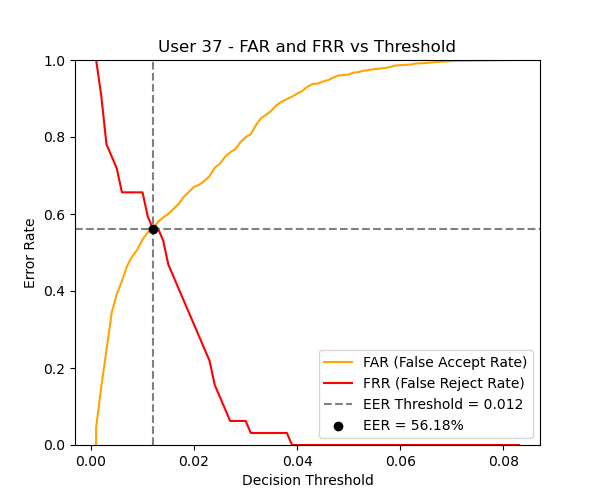 User 37 - FAR and FRR vs Threshold
1.0
0.8
0.6
0.4
0.2
0.0
Error Rate
FAR (False Accept Rate)
FRR (False Reject Rate)
EER Threshold = 0.012
EER = 56.18%
0.00 0.02 0.04 0.06 0.08
Decision Threshold